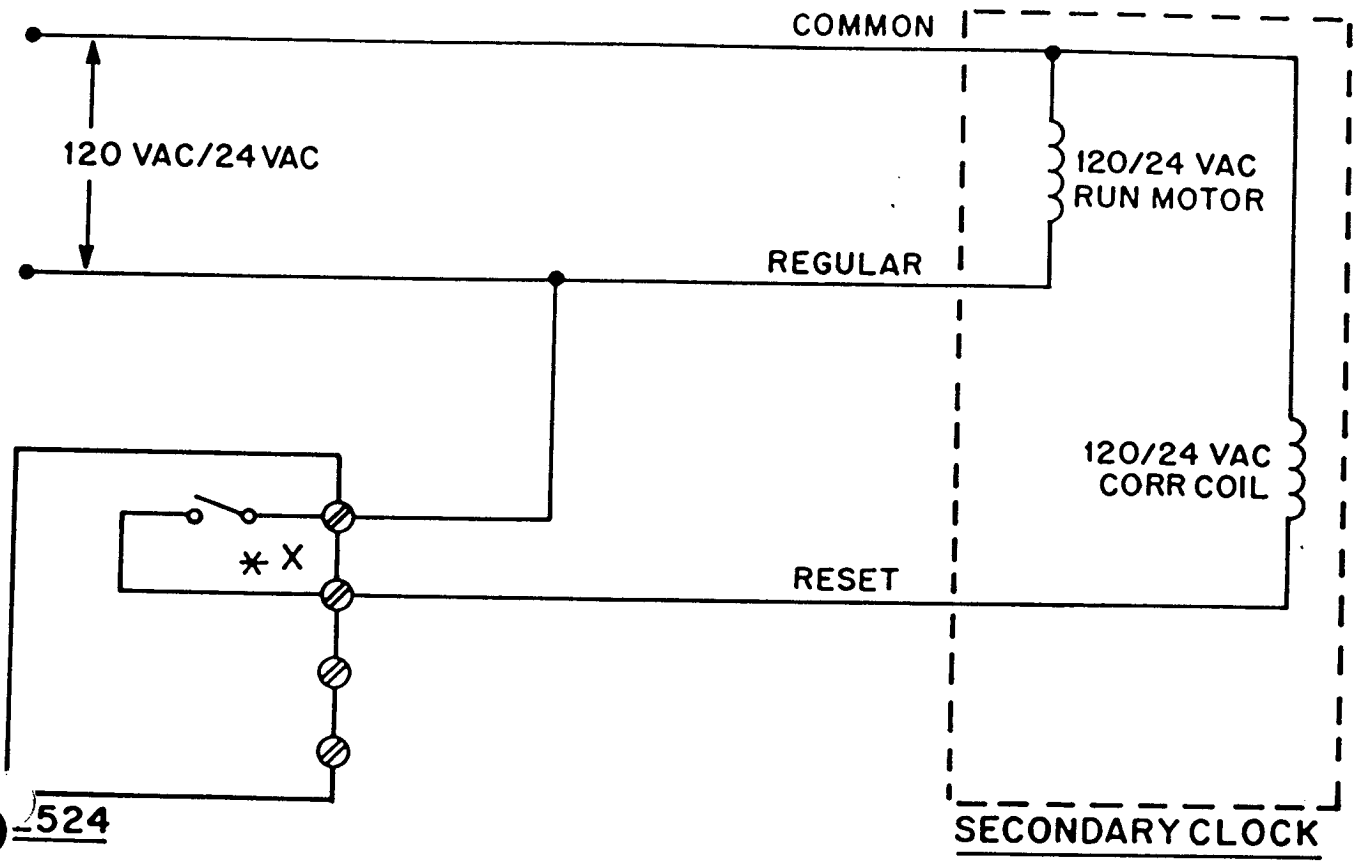 COMMON
120 VAC/24 VAC
120/24 VAC
RUN MOTOR
REGULAR
120/24 VAC
CORR COIL
* X
RESET
-524
SECONDARY CLOCK